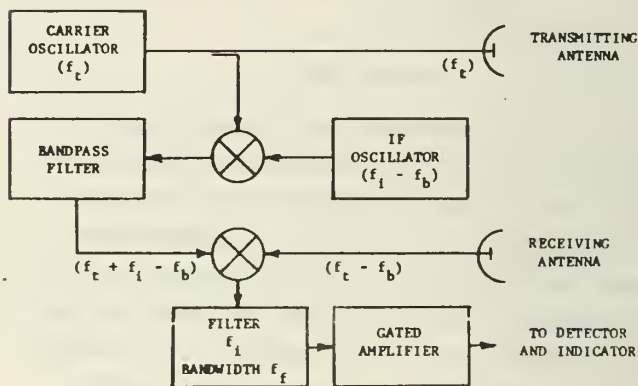 CARRIER
OSCILLATOR
(f_t)
(f_t)
TRANSMITTING
ANTENNA
BANDPASS
FILTER
IF
OSCILLATOR
(f_i - f_b)
(f_t + f_i - f_b)
(f_t - f_b)
RECEIVING
ANTENNA
FILTER
f_i
BANDWIDTH f_f
GATED
AMPLIFIER
TO DETECTOR
AND INDICATOR